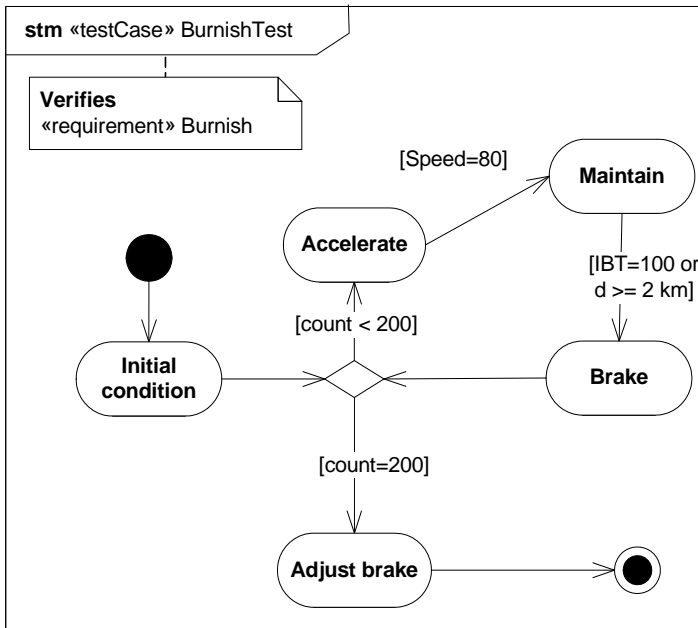 stm «testCase» BurnishTest
Verifies
«requirement» Burnish
[Speed=80]
Maintain
Accelerate
[IBT=100 or
d >= 2 km]
[count < 200]
Initial
condition
Brake
[count=200]
Adjust brake